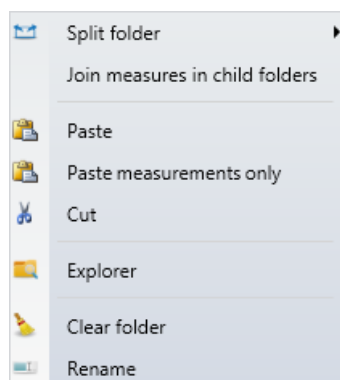 Split folder
Join measures in child folders
Paste
Paste measurements only
Cut
Explorer
Clear folder
Rename